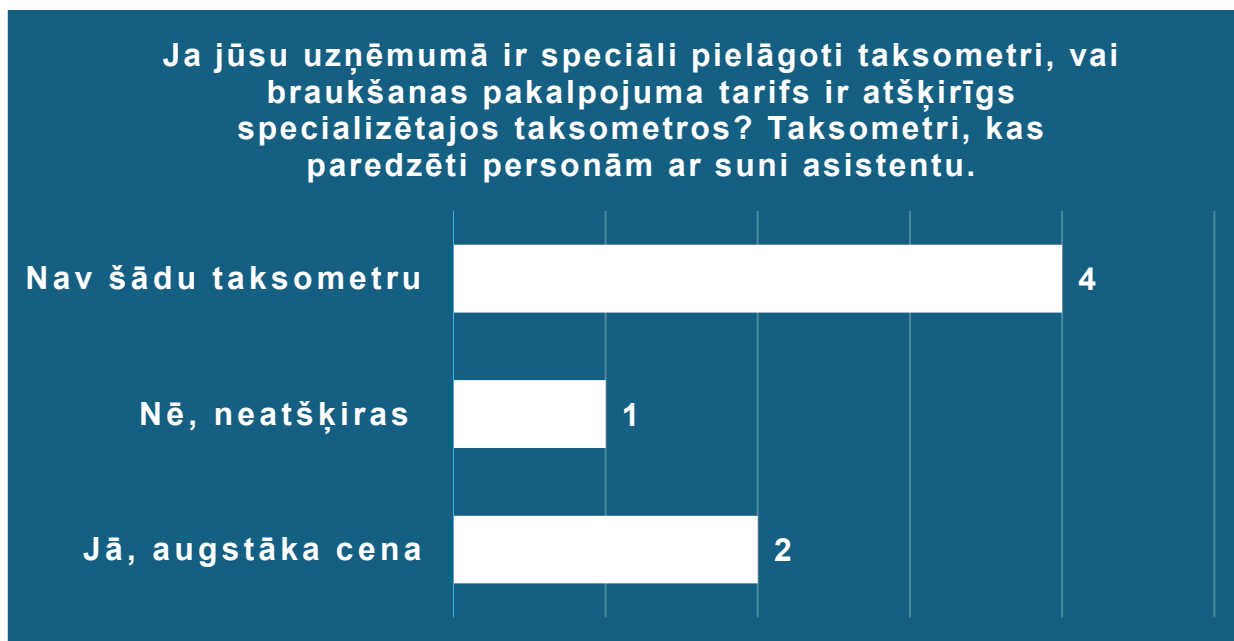 Ja jūsu uzņēmumā ir speciāli pielāgoti taksometri, vai
braukšanas pakalpojuma tarifs ir atšķirīgs
specializētajos taksometros? Taksometri, kas
paredzēti personām ar suni asistentu.
Nav šādu taksometru 4
Nē, neatšķiras 1
Jā, augstāka cena 2